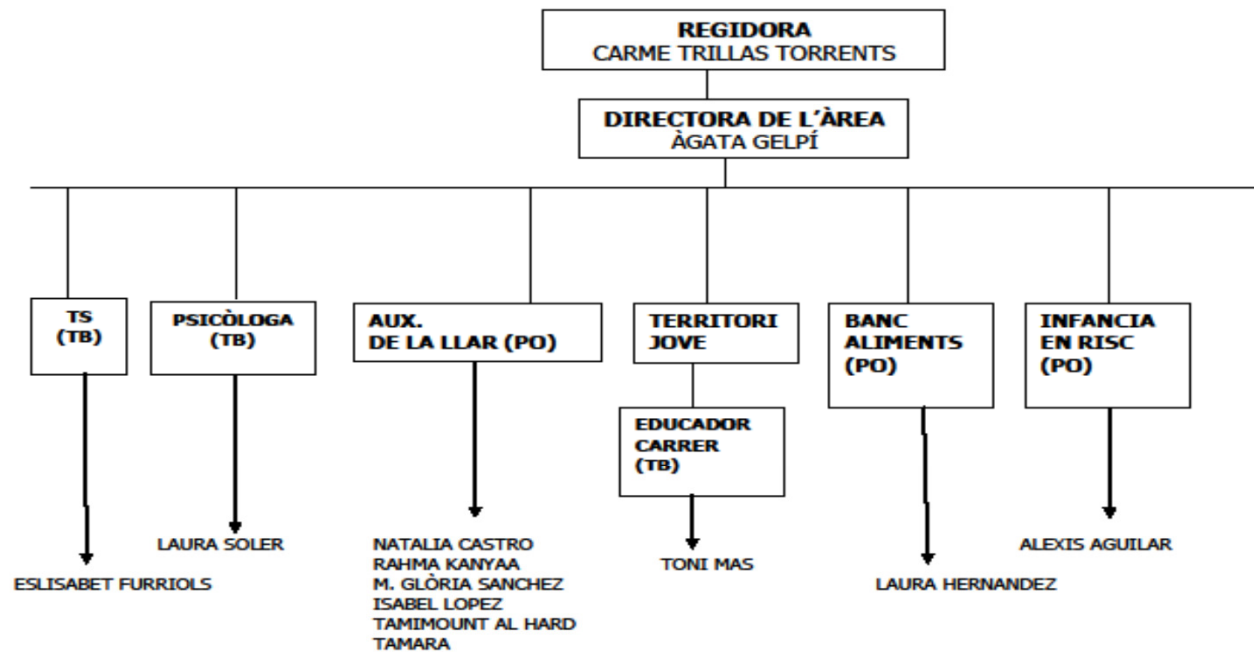 REGIDORA
CARME TRILLAS TORRENTS
DIRECTORA DE L'ÀREA
ÀGATA GELPÍ
TS
(TB)
PSICÒLOGA
(TB)
AUX.
DE LA LLAR (PO)
TERRITORI
JOVE
BANC
ALIMENTS
(PO)
INFANCIA
EN RISC
(PO)
EDUCADOR
CARRER
(TB)
ESLISABET FURRIOLS
LAURA SOLER
NATALIA CASTRO
RAHMA KANYAA
M. GLÒRIA SANCHEZ
ISABEL LOPEZ
TAMIMOUNT AL HARD
TAMARA
TONI MAS
LAURA HERNANDEZ
ALEXIS AGUILAR